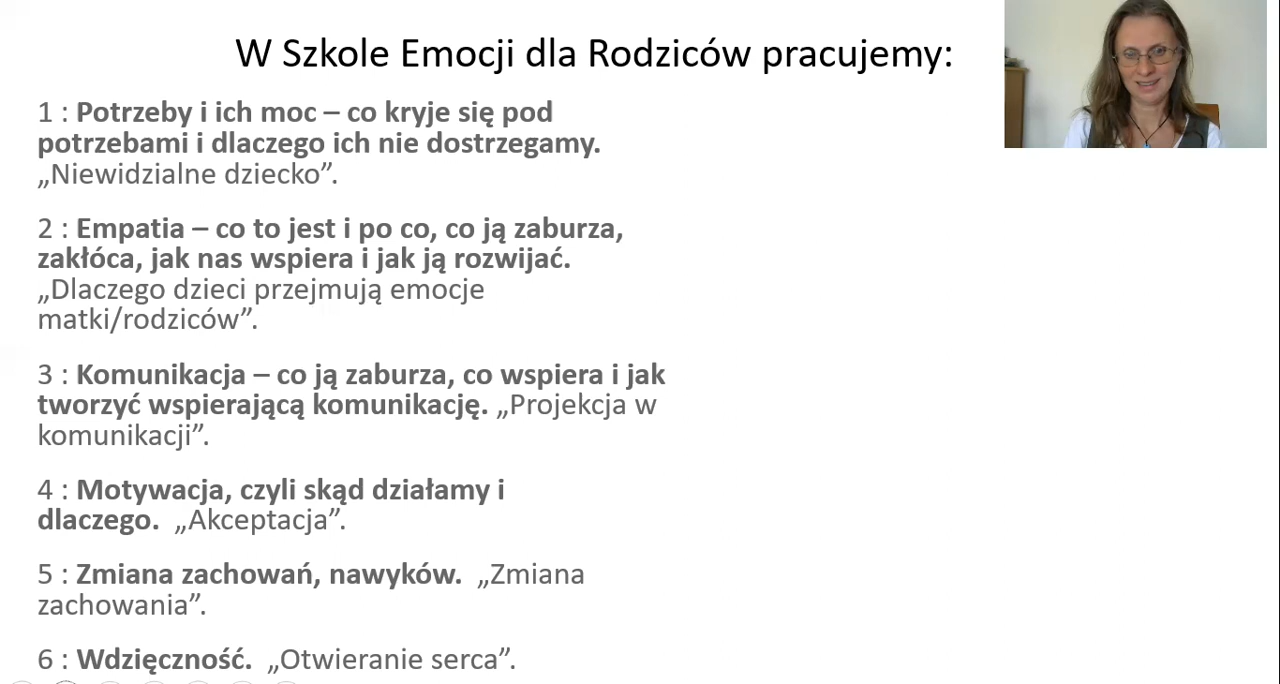 W Szkole Emocji dla Rodziców pracujemy:
1 : Potrzeby i ich moc – co kryje się pod
potrzebami i dlaczego ich nie dostrzegamy.
„Niewidzialne dziecko”.
2 : Empatia – co to jest i po co, co ją zaburza,
zakłóca, jak nas wspiera i jak ją rozwijać.
„Dlaczego dzieci przejmują emocje
matki/rodziców”.
3 : Komunikacja – co ją zaburza, co wspiera i jak
tworzyć wspierającą komunikację. „Projekcja w
komunikacji”.
4 : Motywacja, czyli skąd działamy i
dlaczego. „Akceptacja”.
5 : Zmiana zachowań, nawyków. „Zmiana
zachowania”.
6 : Wdzięczność. „Otwieranie serca”.